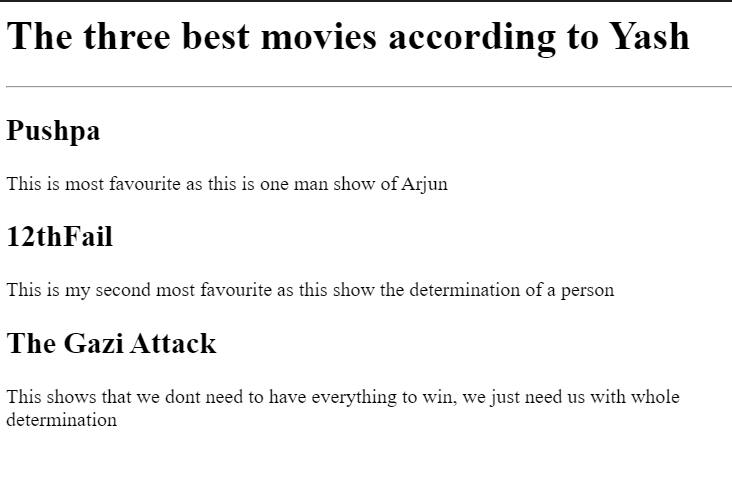 The three best movies according to Yash
Pushpa
This is most favourite as this is one man show of Arjun
12thFail
This is my second most favourite as this show the determination of a person
The Gazi Attack
This shows that we dont need to have everything to win, we just need us with whole
determination